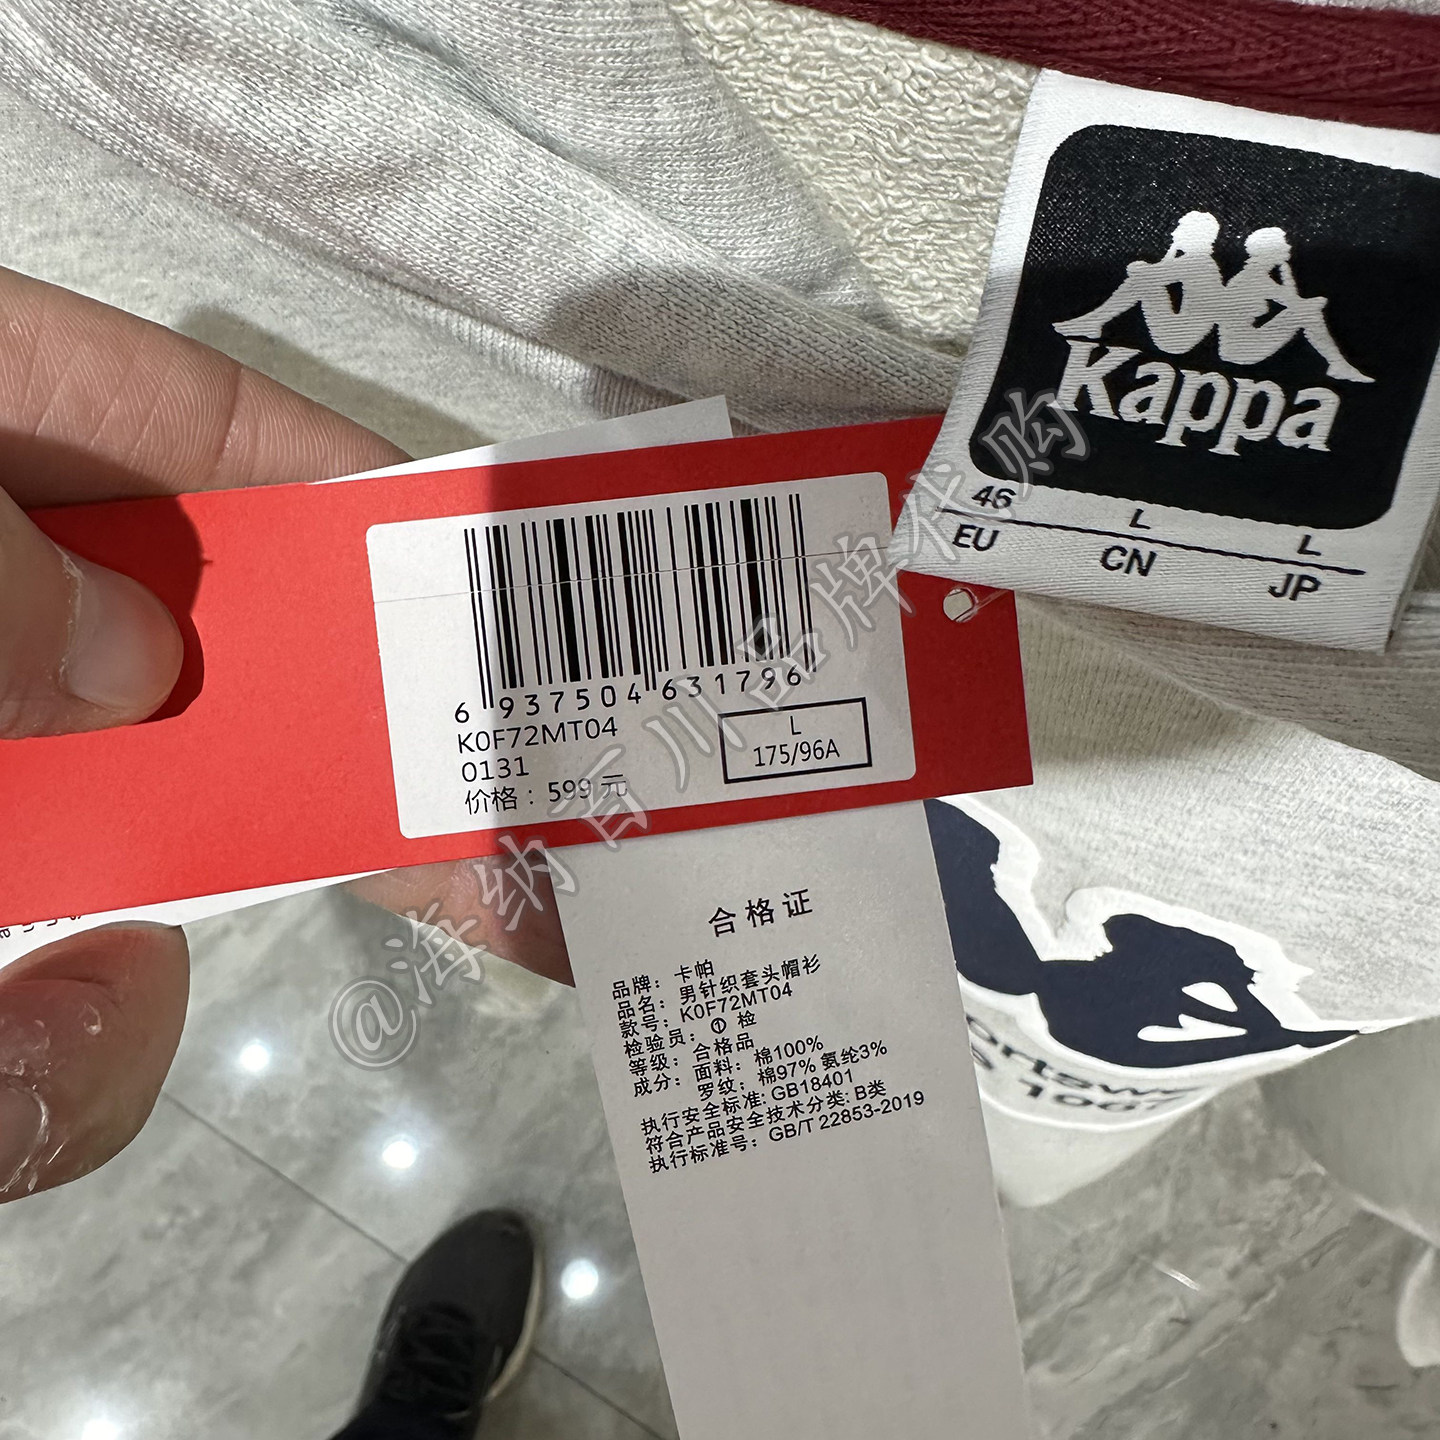 Kappa
46 L L
EU CN JP
6 937504 631796
K0F72MT04
0131
价格：599 元
L
175/96A
@海纳百川品牌代购
合格证
品牌：卡帕
品名：男针织套头帽衫
款号：K0F72MT04
检验员：① 检
等级：合格品
成分：面料：棉100%
罗纹：棉97% 氨纶3%
执行安全标准: GB18401
符合产品安全技术分类: B类
执行标准号：GB/T 22853-2019